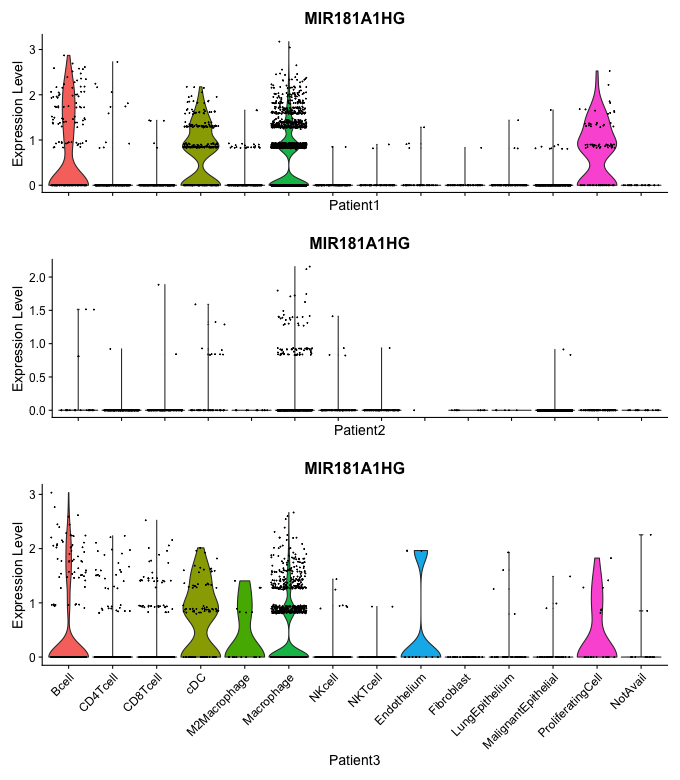 MIR181A1HG
Expression Level
3
2
1
0
Patient1
MIR181A1HG
Expression Level
2.0
1.5
1.0
0.5
0.0
Patient2
MIR181A1HG
Expression Level
3
2
1
0
Bcell
CD4Tcell
CD8Tcell
cDC
M2Macrophage
Macrophage
NKcell
NKTcell
Endothelium
Fibroblast
LungEpithelium
MalignantEpithelial
ProliferatingCell
NotAvail
Patient3